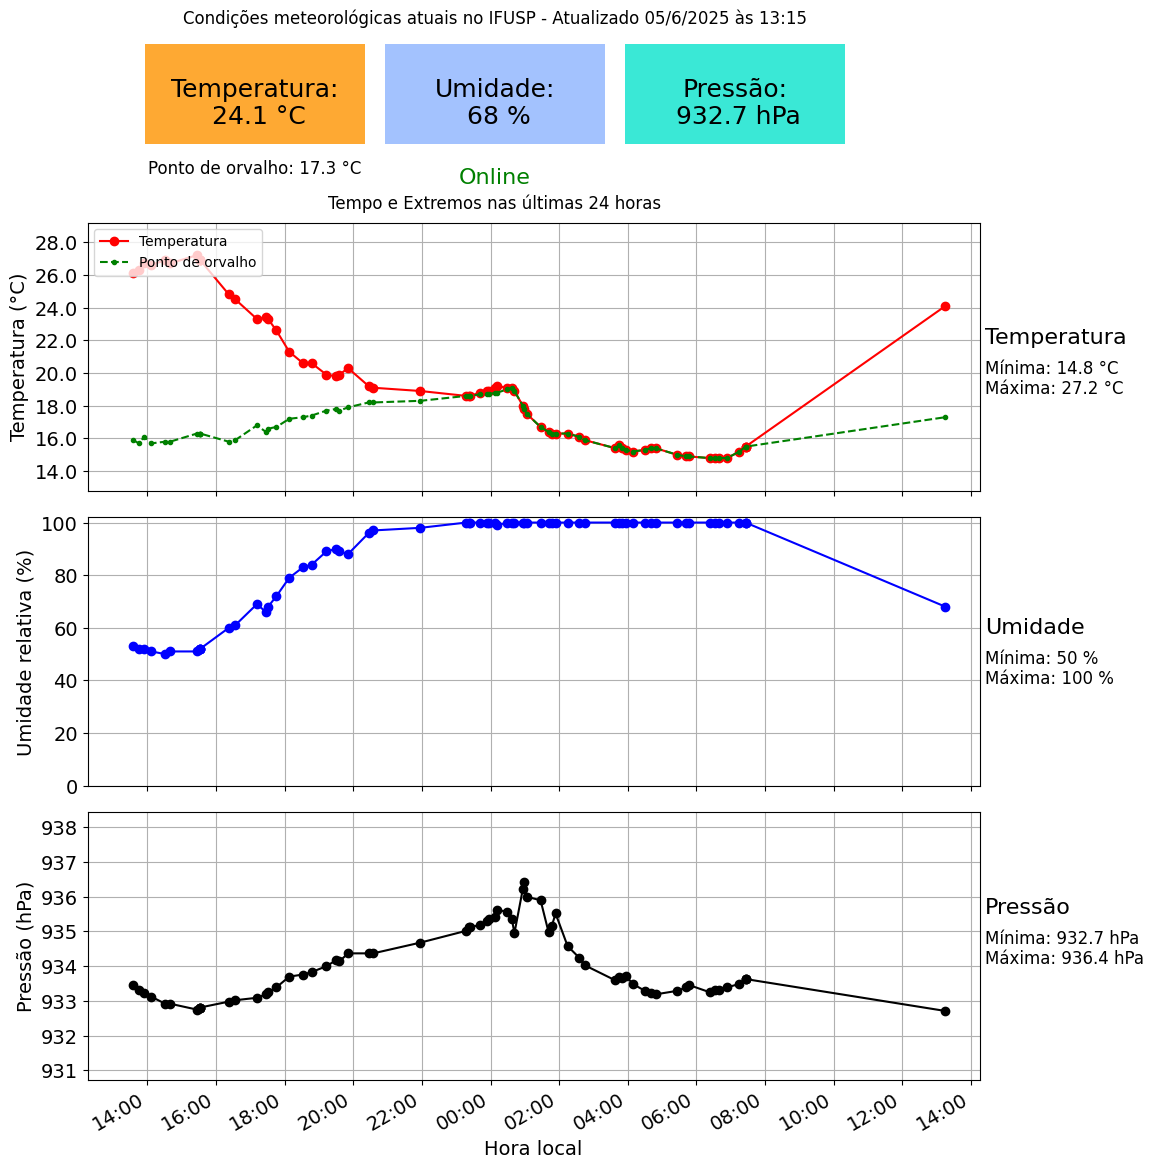 Condições meteorológicas atuais no IFUSP - Atualizado 05/6/2025 às 13:15
Temperatura:
24.1 °C
Umidade:
68 %
Pressão:
932.7 hPa
Ponto de orvalho: 17.3 °C
Online
Tempo e Extremos nas últimas 24 horas
Temperatura (°C)
28.0
26.0
24.0
22.0
20.0
18.0
16.0
14.0
Temperatura
Ponto de orvalho
Temperatura
Mínima: 14.8 °C
Máxima: 27.2 °C
Umidade relativa (%)
100
80
60
40
20
0
Umidade
Mínima: 50 %
Máxima: 100 %
Pressão (hPa)
938
937
936
935
934
933
932
931
Pressão
Mínima: 932.7 hPa
Máxima: 936.4 hPa
14:00 16:00 18:00 20:00 22:00 00:00 02:00 04:00 06:00 08:00 10:00 12:00 14:00
Hora local